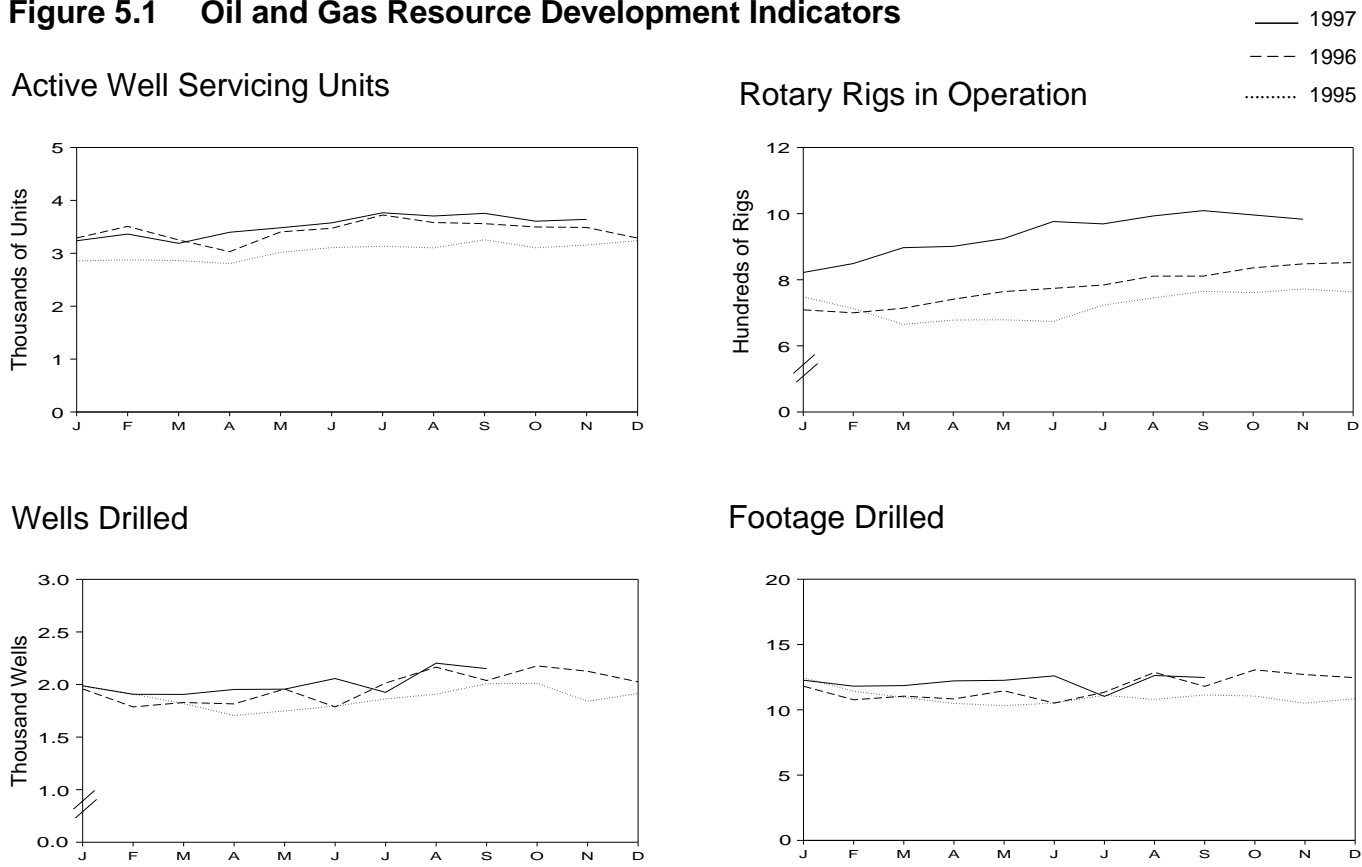 Figure 5.1 Oil and Gas Resource Development Indicators
1997
1996
1995
Active Well Servicing Units
Thousands of Units
5
4
3
2
1
0
J F M A M J J A S O N D
Rotary Rigs in Operation
Hundreds of Rigs
12
10
8
6
0
J F M A M J J A S O N D
Wells Drilled
Thousand Wells
3.0
2.5
2.0
1.5
1.0
0.0
J F M A M J J A S O N D
Footage Drilled
20
15
10
5
0
J F M A M J J A S O N D